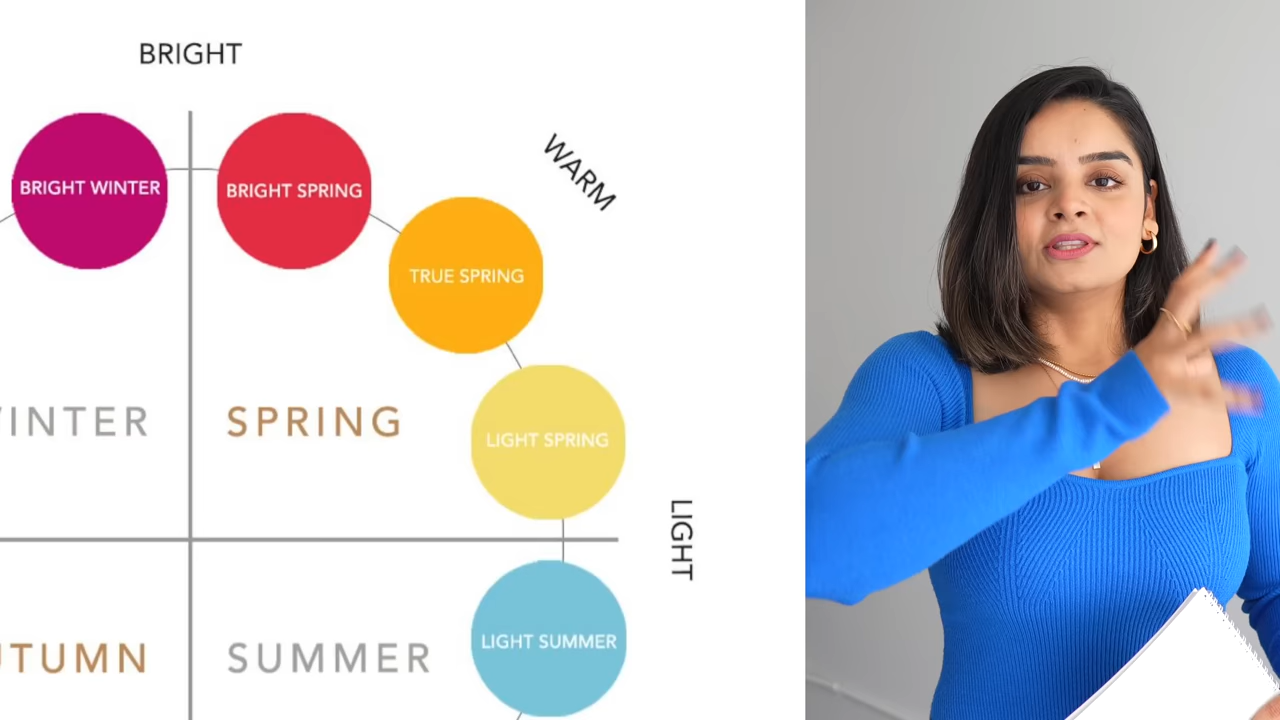 BRIGHT
WARM
BRIGHT WINTER
BRIGHT SPRING
TRUE SPRING
SPRING
LIGHT SPRING
LIGHT
LIGHT SUMMER
SUMMER